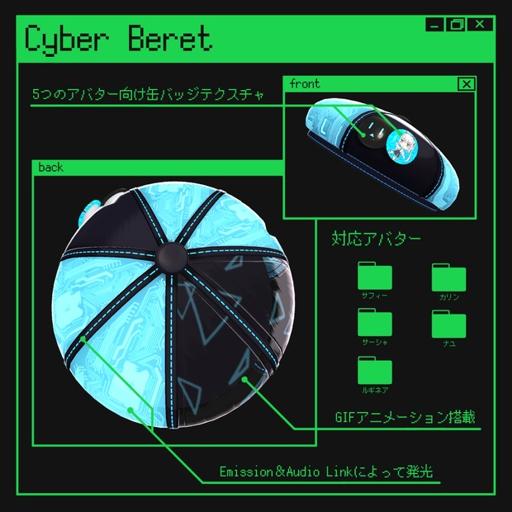 Cyber Beret
5つのアバター向け缶バッジテクスチャ
front
back
対応アバター
サフィー
カリン
サーシャ
ナユ
ルキネア
GIFアニメーション搭載
Emission&Audio Linkによって発光